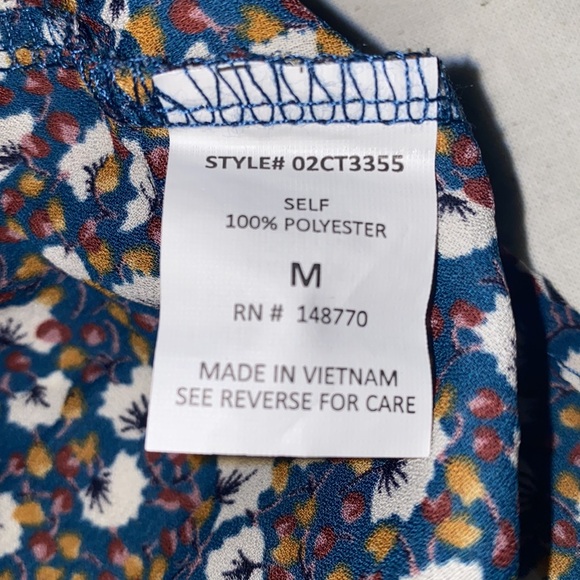 STYLE# 02CT3355
SELF
100% POLYESTER
M
RN # 148770
MADE IN VIETNAM
SEE REVERSE FOR CARE